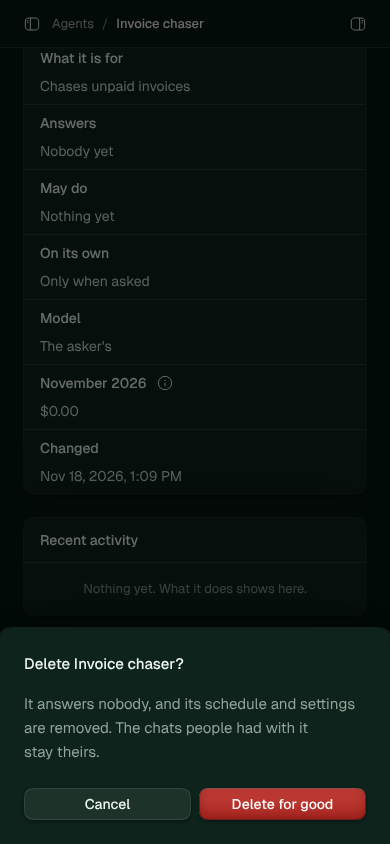 Agents / Invoice chaser
What it is for
Chases unpaid invoices
Answers
Nobody yet
May do
Nothing yet
On its own
Only when asked
Model
The asker's
November 2026
$0.00
Changed
Nov 18, 2026, 1:09 PM
Recent activity
Nothing yet. What it does shows here.
Delete Invoice chaser?
It answers nobody, and its schedule and settings
are removed. The chats people had with it
stay theirs.
Cancel
Delete for good